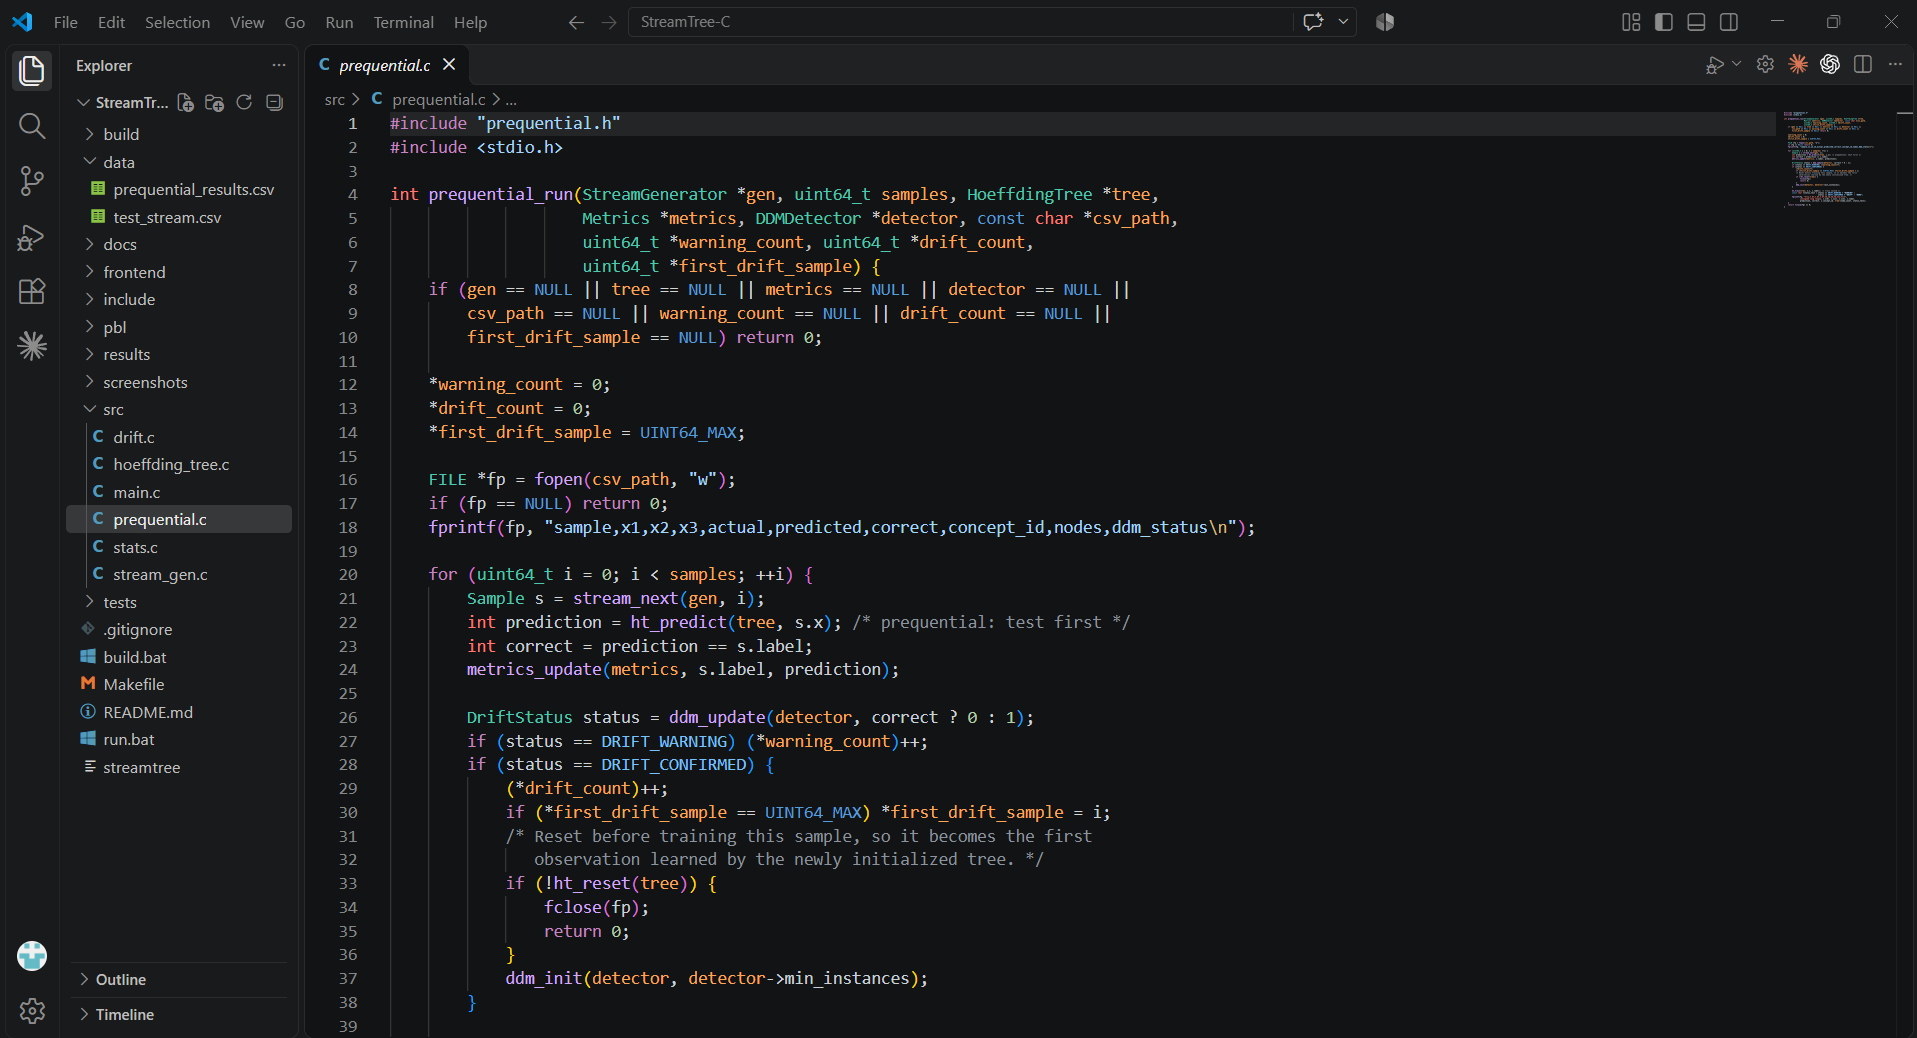 File Edit Selection View Go Run Terminal Help
StreamTree-C
Explorer
StreamTr...
build
data
prequential_results.csv
test_stream.csv
docs
frontend
include
pbl
results
screenshots
src
drift.c
hoeffding_tree.c
main.c
prequential.c
stats.c
stream_gen.c
tests
.gitignore
build.bat
Makefile
README.md
run.bat
streamtree
Outline
Timeline
C prequential.c
src > C prequential.c > ...
1 #include "prequential.h"
2 #include <stdio.h>
3
4 int prequential_run(StreamGenerator *gen, uint64_t samples, HoeffdingTree *tree,
5                     Metrics *metrics, DDMDetector *detector, const char *csv_path,
6                     uint64_t *warning_count, uint64_t *drift_count,
7                     uint64_t *first_drift_sample) {
8     if (gen == NULL || tree == NULL || metrics == NULL || detector == NULL ||
9         csv_path == NULL || warning_count == NULL || drift_count == NULL ||
10         first_drift_sample == NULL) return 0;
11
12     *warning_count = 0;
13     *drift_count = 0;
14     *first_drift_sample = UINT64_MAX;
15
16     FILE *fp = fopen(csv_path, "w");
17     if (fp == NULL) return 0;
18     fprintf(fp, "sample,x1,x2,x3,actual,predicted,correct,concept_id,nodes,ddm_status\n");
19
20     for (uint64_t i = 0; i < samples; ++i) {
21         Sample s = stream_next(gen, i);
22         int prediction = ht_predict(tree, s.x); /* prequential: test first */
23         int correct = prediction == s.label;
24         metrics_update(metrics, s.label, prediction);
25
26         DriftStatus status = ddm_update(detector, correct ? 0 : 1);
27         if (status == DRIFT_WARNING) (*warning_count)++;
28         if (status == DRIFT_CONFIRMED) {
29             (*drift_count)++;
30             if (*first_drift_sample == UINT64_MAX) *first_drift_sample = i;
31             /* Reset before training this sample, so it becomes the first
32                observation learned by the newly initialized tree. */
33             if (!ht_reset(tree)) {
34                 fclose(fp);
35                 return 0;
36             }
37             ddm_init(detector, detector->min_instances);
38         }
39